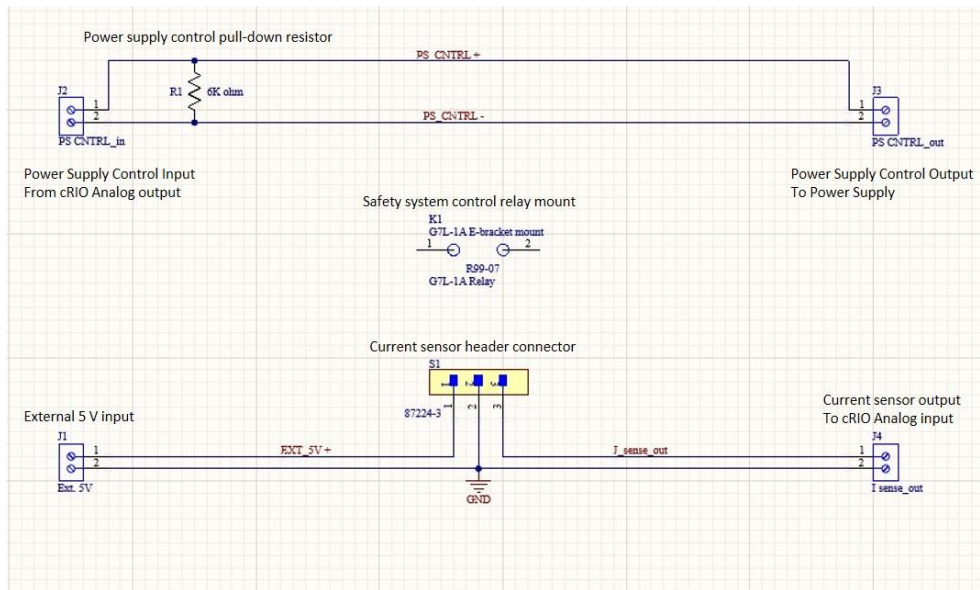 Power supply control pull-down resistor
PS_CNTRL +
J2
R1
6K ohm
J3
1
2
1
2
PS_CNTRL -
PS CNTRL_in
PS CNTRL_out
Power Supply Control Input
From cRIO Analog output
Power Supply Control Output
To Power Supply
Safety system control relay mount
K1
G7L-1A E-bracket mount
1
2
R99-07
G7L-1A Relay
Current sensor header connector
S1
1
2
3
87224-3
1
2
3
External 5 V input
Current sensor output
To cRIO Analog input
J1
J4
1
2
EXT_5V +
I_sense_out
1
2
Ext. 5V
I sense_out
GND